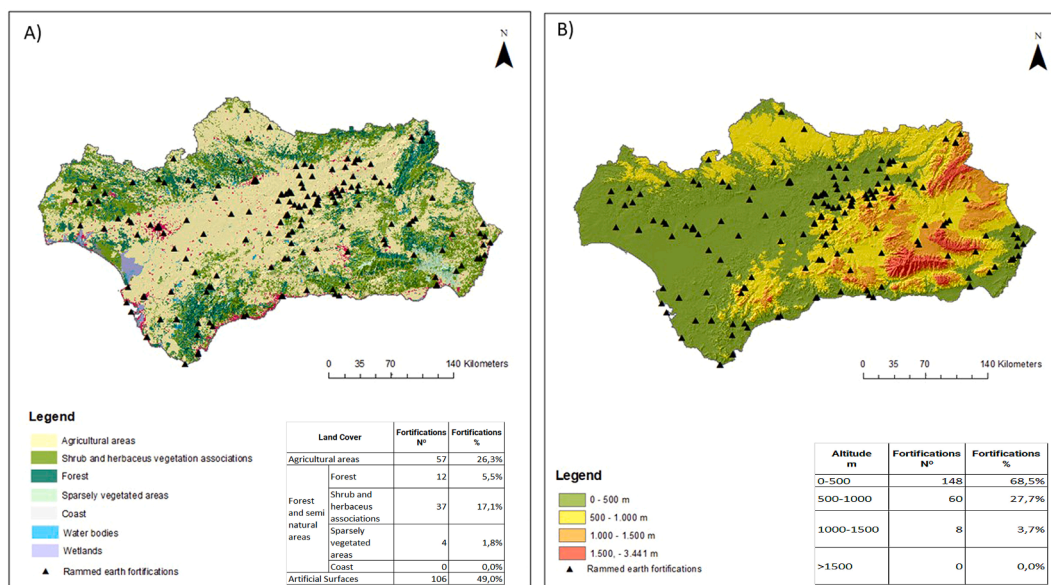 A)
N
0 35 70 140 Kilometers
Legend
Agricultural areas
Shrub and herbaceus vegetation associations
Forest
Sparsely vegetated areas
Coast
Water bodies
Wetlands
Rammed earth fortifications
Land Cover Fortifications Nº Fortifications %
Agricultural areas 57 26,3%
Forest and semi natural areas
Forest 12 5,5%
Shrub and herbaceus associations 37 17,1%
Sparsely vegetated areas 4 1,8%
Coast 0 0,0%
Artificial Surfaces 106 49,0%
B)
N
0 35 70 140 Kilometers
Legend
0 - 500 m
500 - 1.000 m
1.000 - 1.500 m
1.500, - 3.441 m
Rammed earth fortifications
Altitude m Fortifications Nº Fortifications %
0-500 148 68,5%
500-1000 60 27,7%
1000-1500 8 3,7%
>1500 0 0,0%